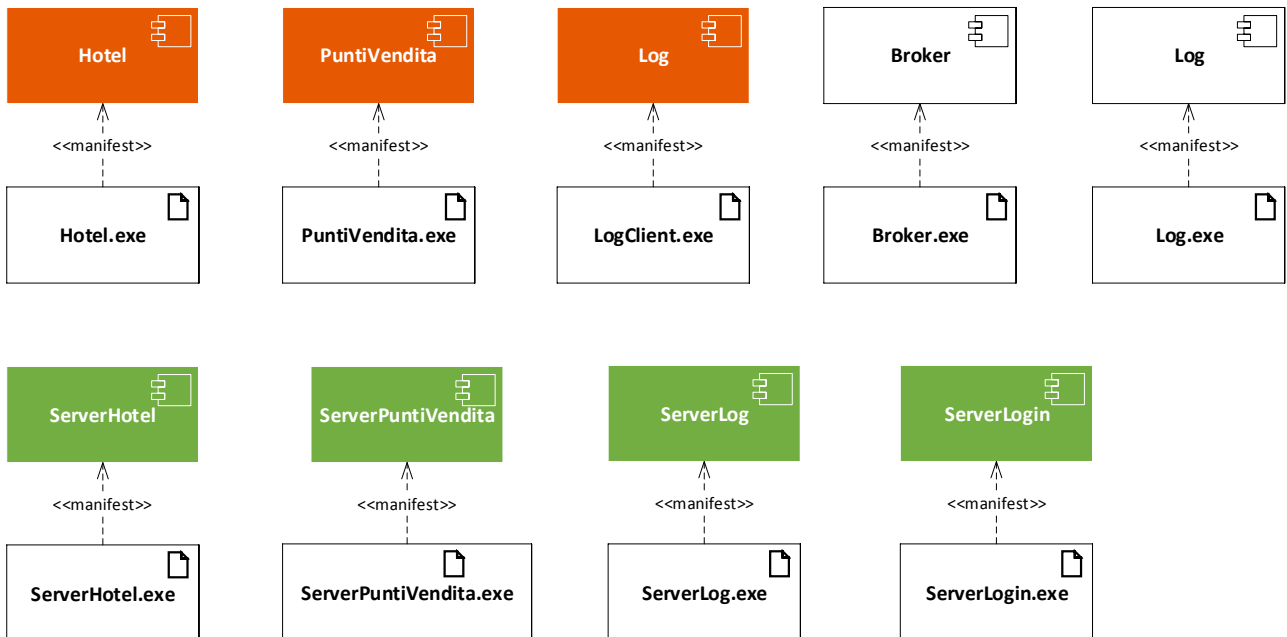 Hotel
PuntiVendita
Log
Broker
Log
<<manifest>>
<<manifest>>
<<manifest>>
<<manifest>>
<<manifest>>
Hotel.exe
PuntiVendita.exe
LogClient.exe
Broker.exe
Log.exe
ServerHotel
ServerPuntiVendita
ServerLog
ServerLogin
<<manifest>>
<<manifest>>
<<manifest>>
<<manifest>>
ServerHotel.exe
ServerPuntiVendita.exe
ServerLog.exe
ServerLogin.exe